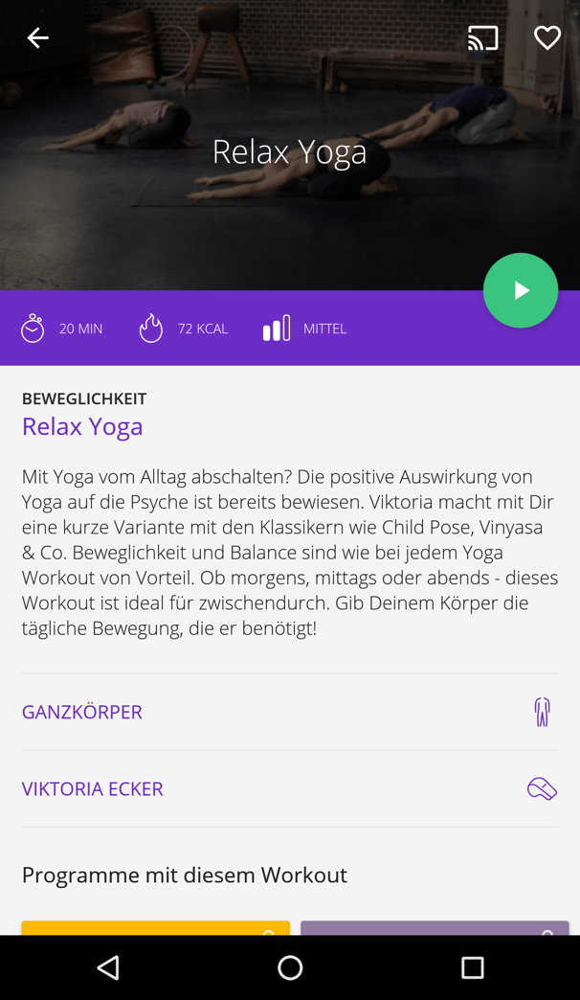 Relax Yoga
20 MIN
72 KCAL
MITTEL
BEWEGLICHKEIT
Relax Yoga
Mit Yoga vom Alltag abschalten? Die positive Auswirkung von
Yoga auf die Psyche ist bereits bewiesen. Viktoria macht mit Dir
eine kurze Variante mit den Klassikern wie Child Pose, Vinyasa
& Co. Beweglichkeit und Balance sind wie bei jedem Yoga
Workout von Vorteil. Ob morgens, mittags oder abends - dieses
Workout ist ideal für zwischendurch. Gib Deinem Körper die
tägliche Bewegung, die er benötigt!
GANZKÖRPER
VIKTORIA ECKER
Programme mit diesem Workout